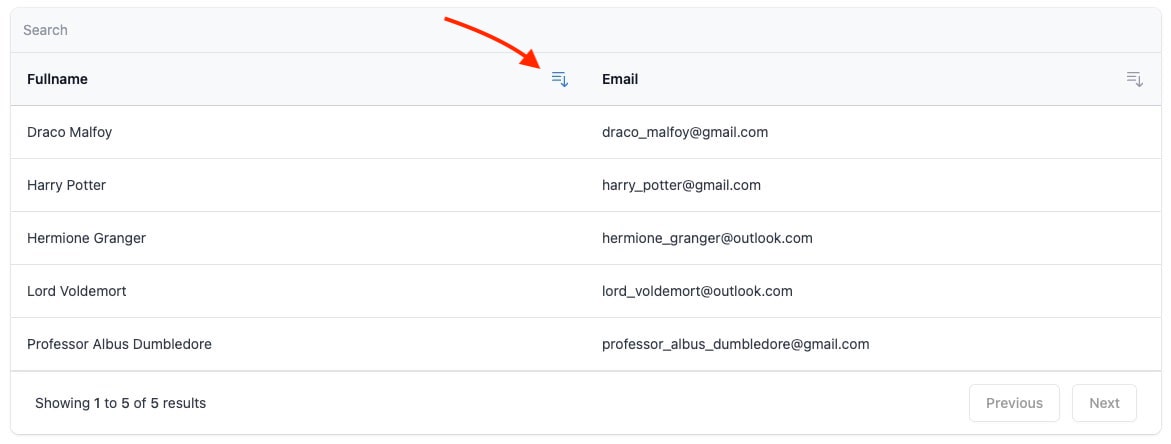 Search
Fullname Email
Draco Malfoy draco_malfoy@gmail.com
Harry Potter harry_potter@gmail.com
Hermione Granger hermione_granger@outlook.com
Lord Voldemort lord_voldemort@outlook.com
Professor Albus Dumbledore professor_albus_dumbledore@gmail.com
Showing 1 to 5 of 5 results Previous Next